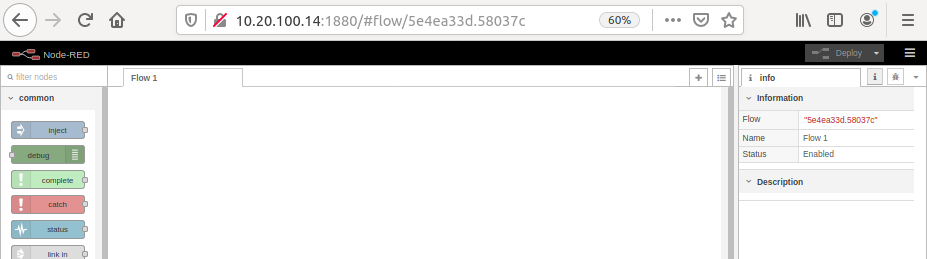 10.20.100.14:1880/#flow/5e4ea33d.58037c 60%
Node-RED Deploy
filter nodes Flow 1 info
common Information
Flow "5e4ea33d.58037c"
inject
Name Flow 1
debug Status Enabled
complete Description
catch
status
link in